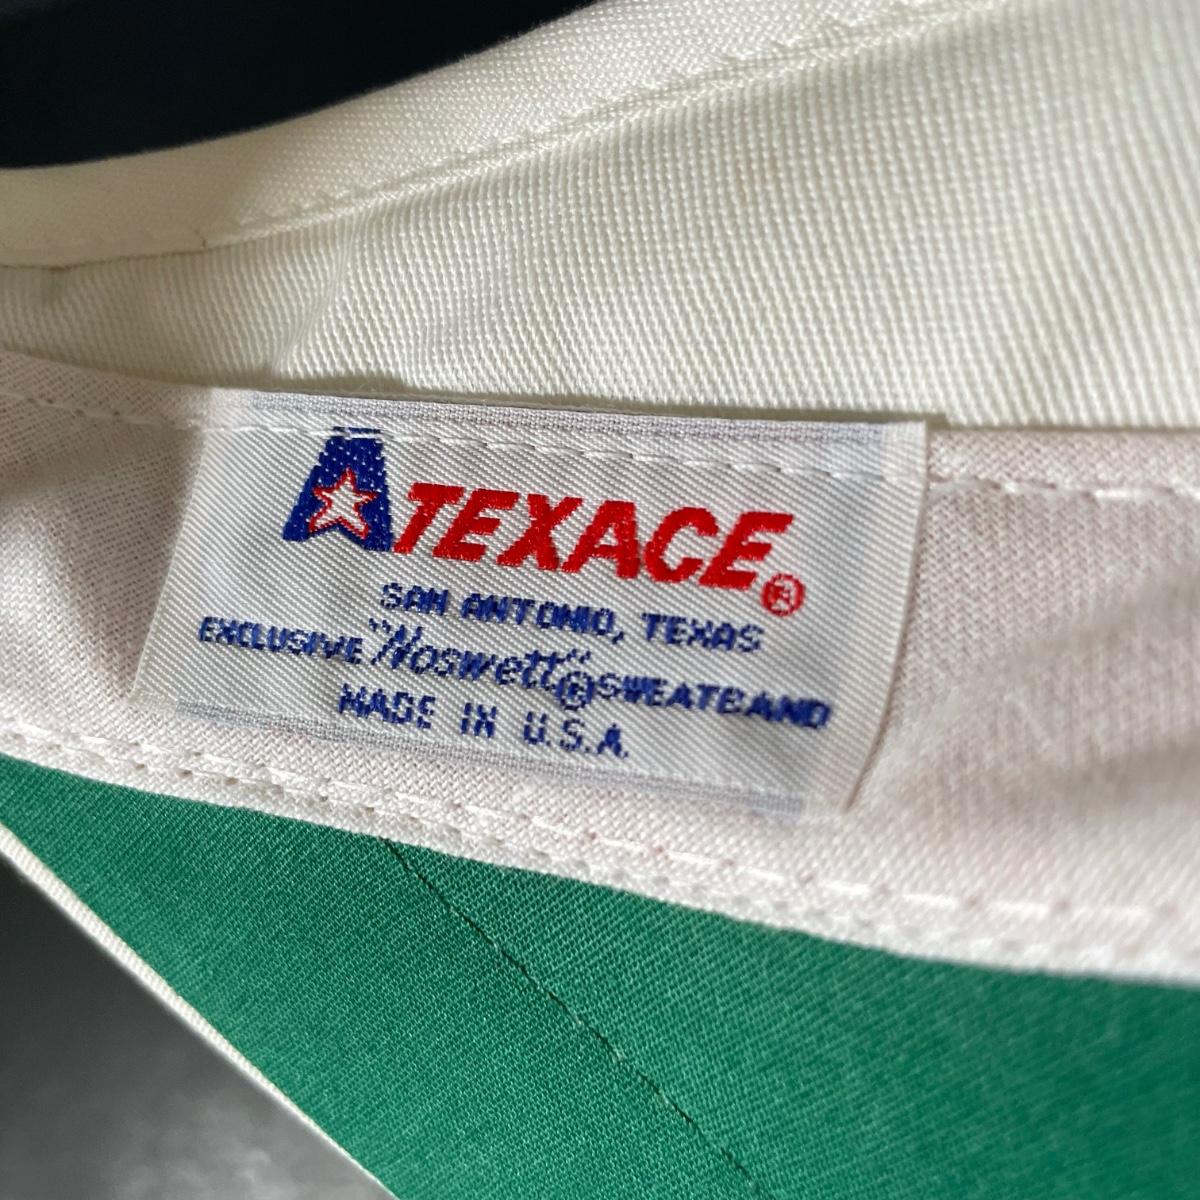 TEXACE®
SAN ANTONIO, TEXAS
EXCLUSIVE "Noswett"® SWEATBAND
MADE IN U.S.A.